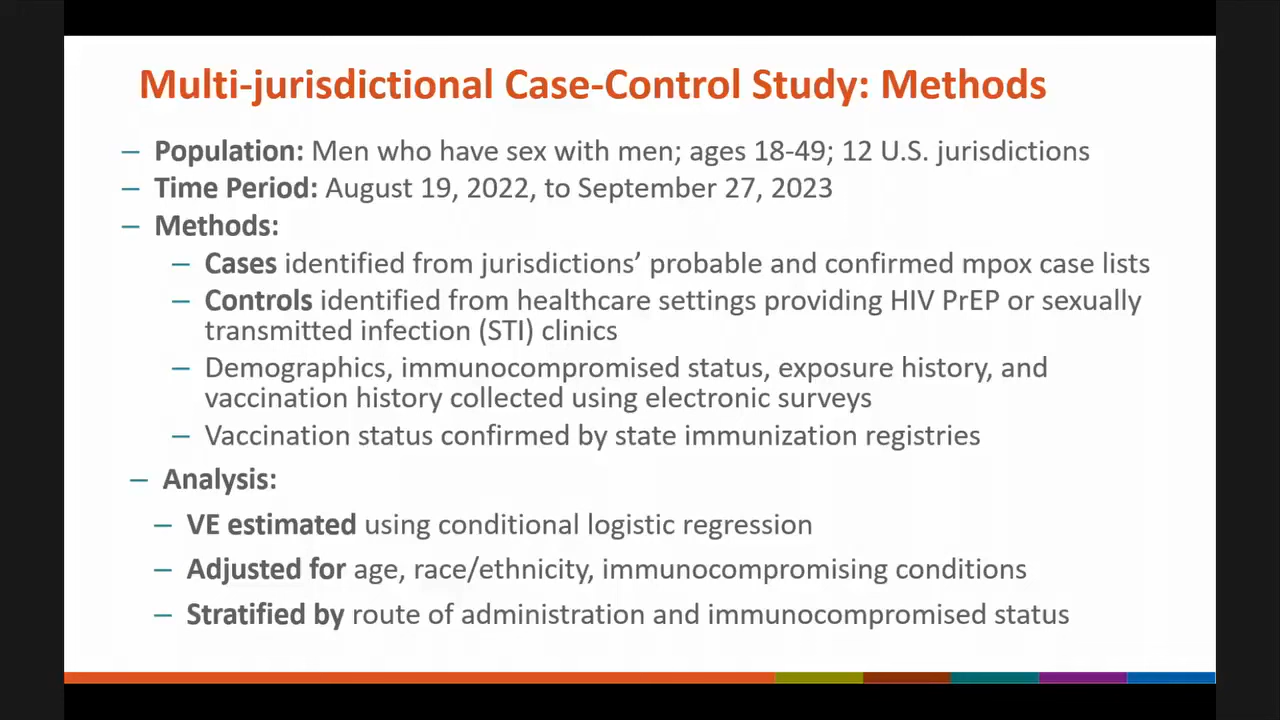 Multi-jurisdictional Case-Control Study: Methods
– Population: Men who have sex with men; ages 18-49; 12 U.S. jurisdictions
– Time Period: August 19, 2022, to September 27, 2023
– Methods:
– Cases identified from jurisdictions’ probable and confirmed mpox case lists
– Controls identified from healthcare settings providing HIV PrEP or sexually
transmitted infection (STI) clinics
– Demographics, immunocompromised status, exposure history, and
vaccination history collected using electronic surveys
– Vaccination status confirmed by state immunization registries
– Analysis:
– VE estimated using conditional logistic regression
– Adjusted for age, race/ethnicity, immunocompromising conditions
– Stratified by route of administration and immunocompromised status